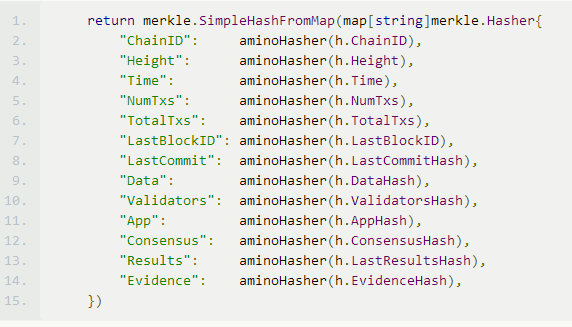 1. return merkle.SimpleHashFromMap(map[string]merkle.Hasher{
2. "ChainID": aminoHasher(h.ChainID),
3. "Height": aminoHasher(h.Height),
4. "Time": aminoHasher(h.Time),
5. "NumTxs": aminoHasher(h.NumTxs),
6. "TotalTxs": aminoHasher(h.TotalTxs),
7. "LastBlockID": aminoHasher(h.LastBlockID),
8. "LastCommit": aminoHasher(h.LastCommitHash),
9. "Data": aminoHasher(h.DataHash),
10. "Validators": aminoHasher(h.ValidatorsHash),
11. "App": aminoHasher(h.AppHash),
12. "Consensus": aminoHasher(h.ConsensusHash),
13. "Results": aminoHasher(h.LastResultsHash),
14. "Evidence": aminoHasher(h.EvidenceHash),
15. })